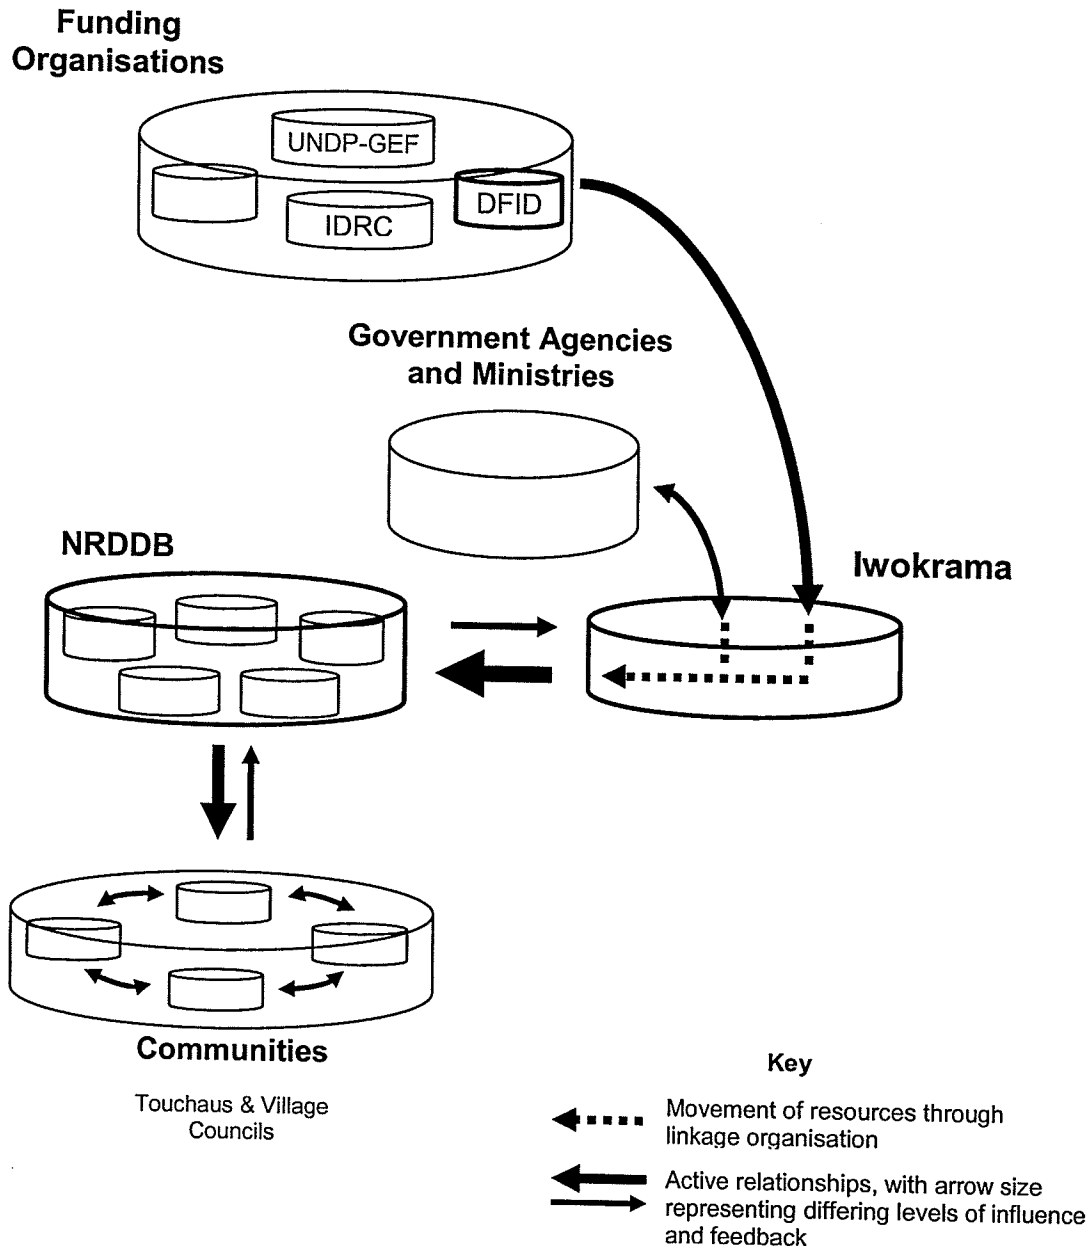 Funding
Organisations
UNDP-GEF
DFID
IDRC
Government Agencies
and Ministries
NRDDB
Iwokrama
Communities
Touchaus & Village
Councils
Key
Movement of resources through
linkage organisation
Active relationships, with arrow size
representing differing levels of influence
and feedback